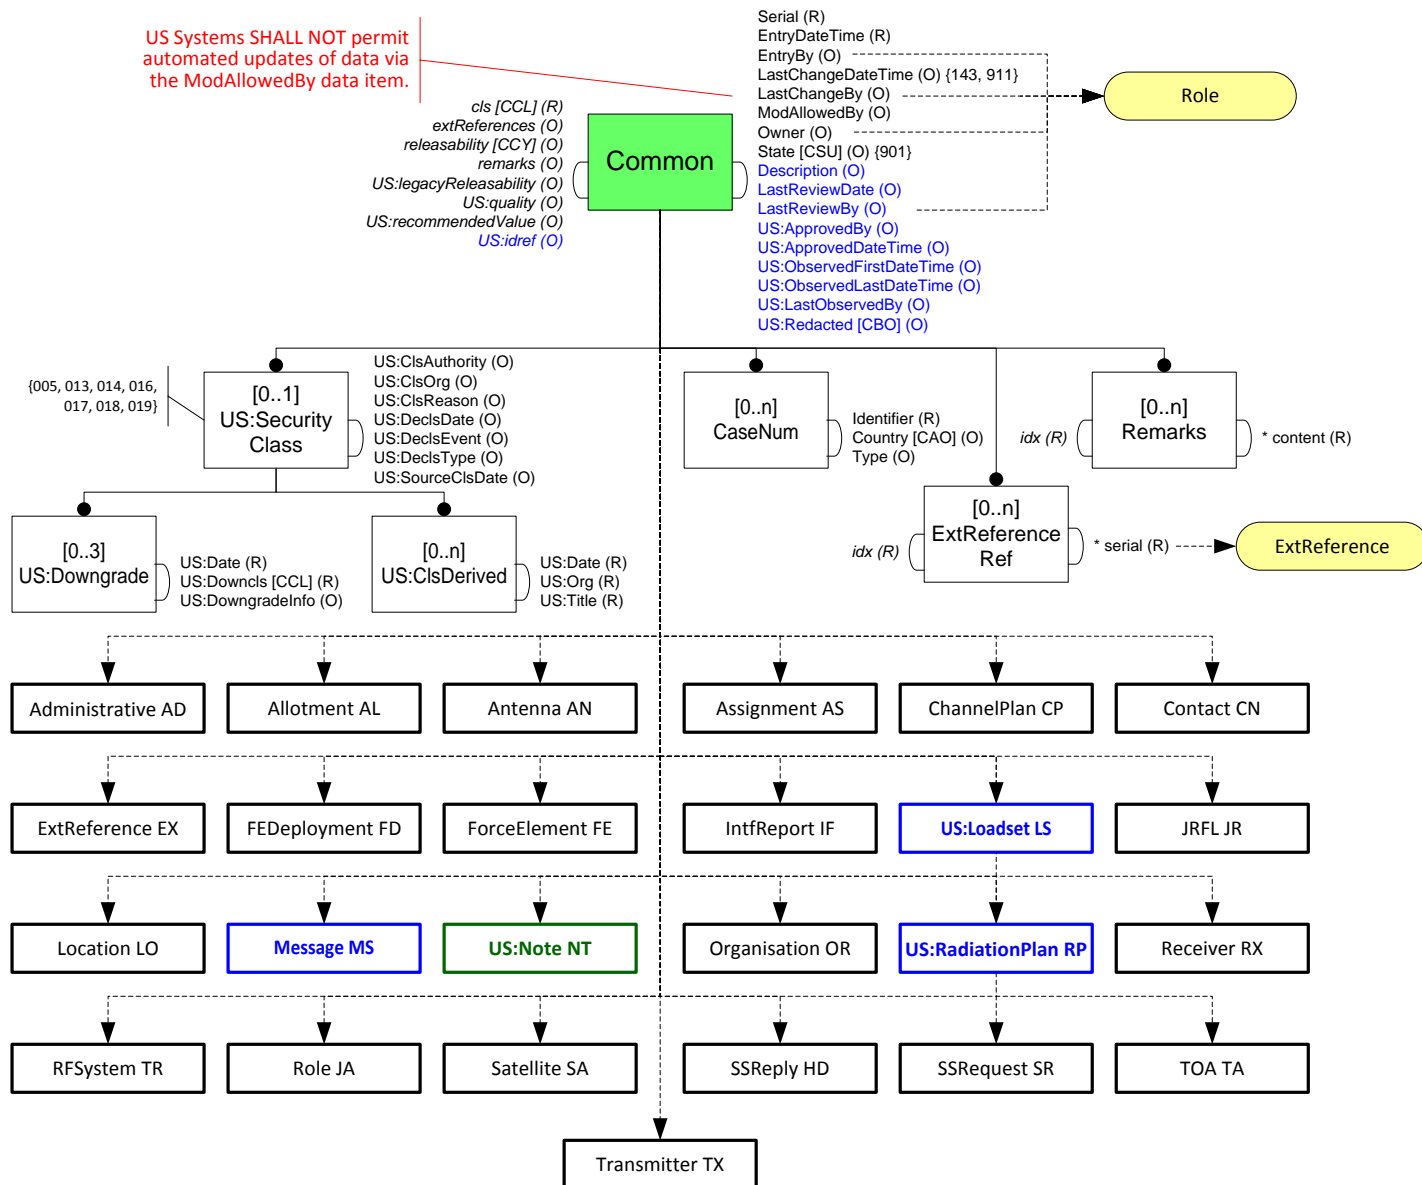 US Systems SHALL NOT permit
automated updates of data via
the ModAllowedBy data item.
cls [CCL] (R)
extReferences (O)
releasability [CCY] (O)
remarks (O)
US:legacyReleasability (O)
US:quality (O)
US:recommendedValue (O)
US:idref (O)
Common
Serial (R)
EntryDateTime (R)
EntryBy (O)
LastChangeDateTime (O) {143, 911}
LastChangeBy (O)
ModAllowedBy (O)
Owner (O)
State [CSU] (O) {901}
Description (O)
LastReviewDate (O)
LastReviewBy (O)
US:ApprovedBy (O)
US:ApprovedDateTime (O)
US:ObservedFirstDateTime (O)
US:ObservedLastDateTime (O)
US:LastObservedBy (O)
US:Redacted [CBO] (O)
Role
{005, 013, 014, 016,
017, 018, 019}
[0..1]
US:Security
Class
US:ClsAuthority (O)
US:ClsOrg (O)
US:ClsReason (O)
US:DeclsDate (O)
US:DeclsEvent (O)
US:DeclsType (O)
US:SourceClsDate (O)
[0..n]
CaseNum
Identifier (R)
Country [CAO] (O)
Type (O)
idx (R)
[0..n]
Remarks
* content (R)
[0..3]
US:Downgrade
US:Date (R)
US:Downcls [CCL] (R)
US:DowngradeInfo (O)
[0..n]
US:ClsDerived
US:Date (R)
US:Org (R)
US:Title (R)
idx (R)
[0..n]
ExtReference
Ref
* serial (R)
ExtReference
Administrative AD
Allotment AL
Antenna AN
Assignment AS
ChannelPlan CP
Contact CN
ExtReference EX
FEDeployment FD
ForceElement FE
IntfReport IF
US:Loadset LS
JRFL JR
Location LO
Message MS
US:Note NT
Organisation OR
US:RadiationPlan RP
Receiver RX
RFSystem TR
Role JA
Satellite SA
SSReply HD
SSRequest SR
TOA TA
Transmitter TX